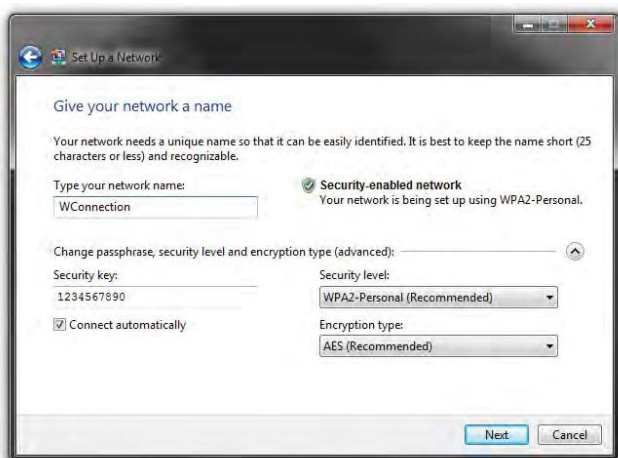 Set Up a Network
Give your network a name
Your network needs a unique name so that it can be easily identified. It is best to keep the name short (25
characters or less) and recognizable.
Type your network name:
WConnection
Security-enabled network
Your network is being set up using WPA2-Personal.
Change passphrase, security level and encryption type (advanced):
Security key:
1234567890
Connect automatically
Security level:
WPA2-Personal (Recommended)
Encryption type:
AES (Recommended)
Next
Cancel